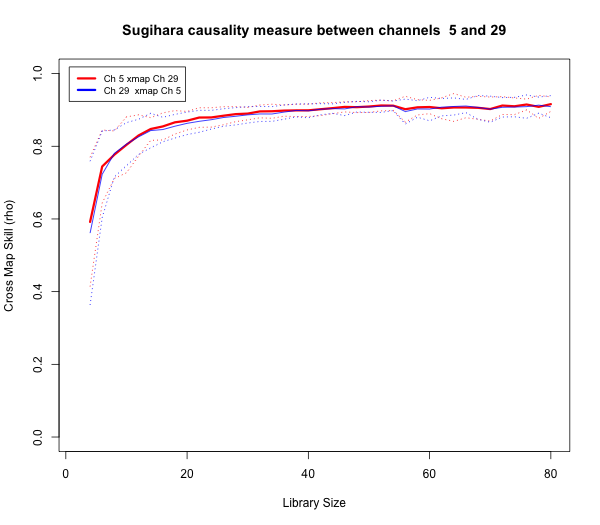 Sugihara causality measure between channels  5 and 29
Ch 5 xmap Ch 29
Ch 29  xmap Ch 5
Cross Map Skill (rho)
1.0
0.8
0.6
0.4
0.2
0.0
0 20 40 60 80
Library Size